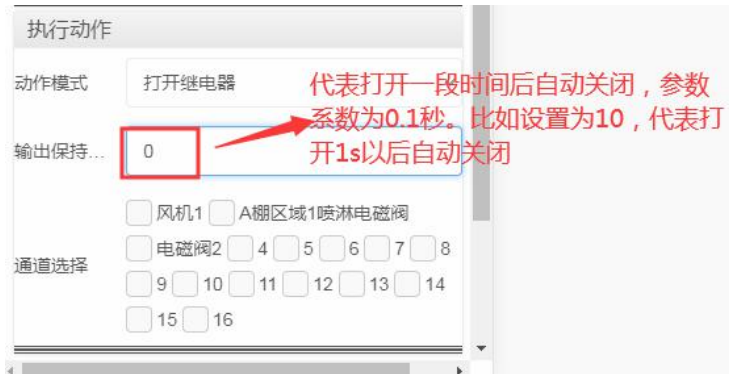 执行动作
动作模式
打开继电器
代表打开一段时间后自动关闭，参数
系数为0.1秒。比如设置为10，代表打
开1s以后自动关闭
输出保持...
0
通道选择
风机1 A棚区域1喷淋电磁阀
电磁阀2 4 5 6 7 8
9 10 11 12 13 14
15 16